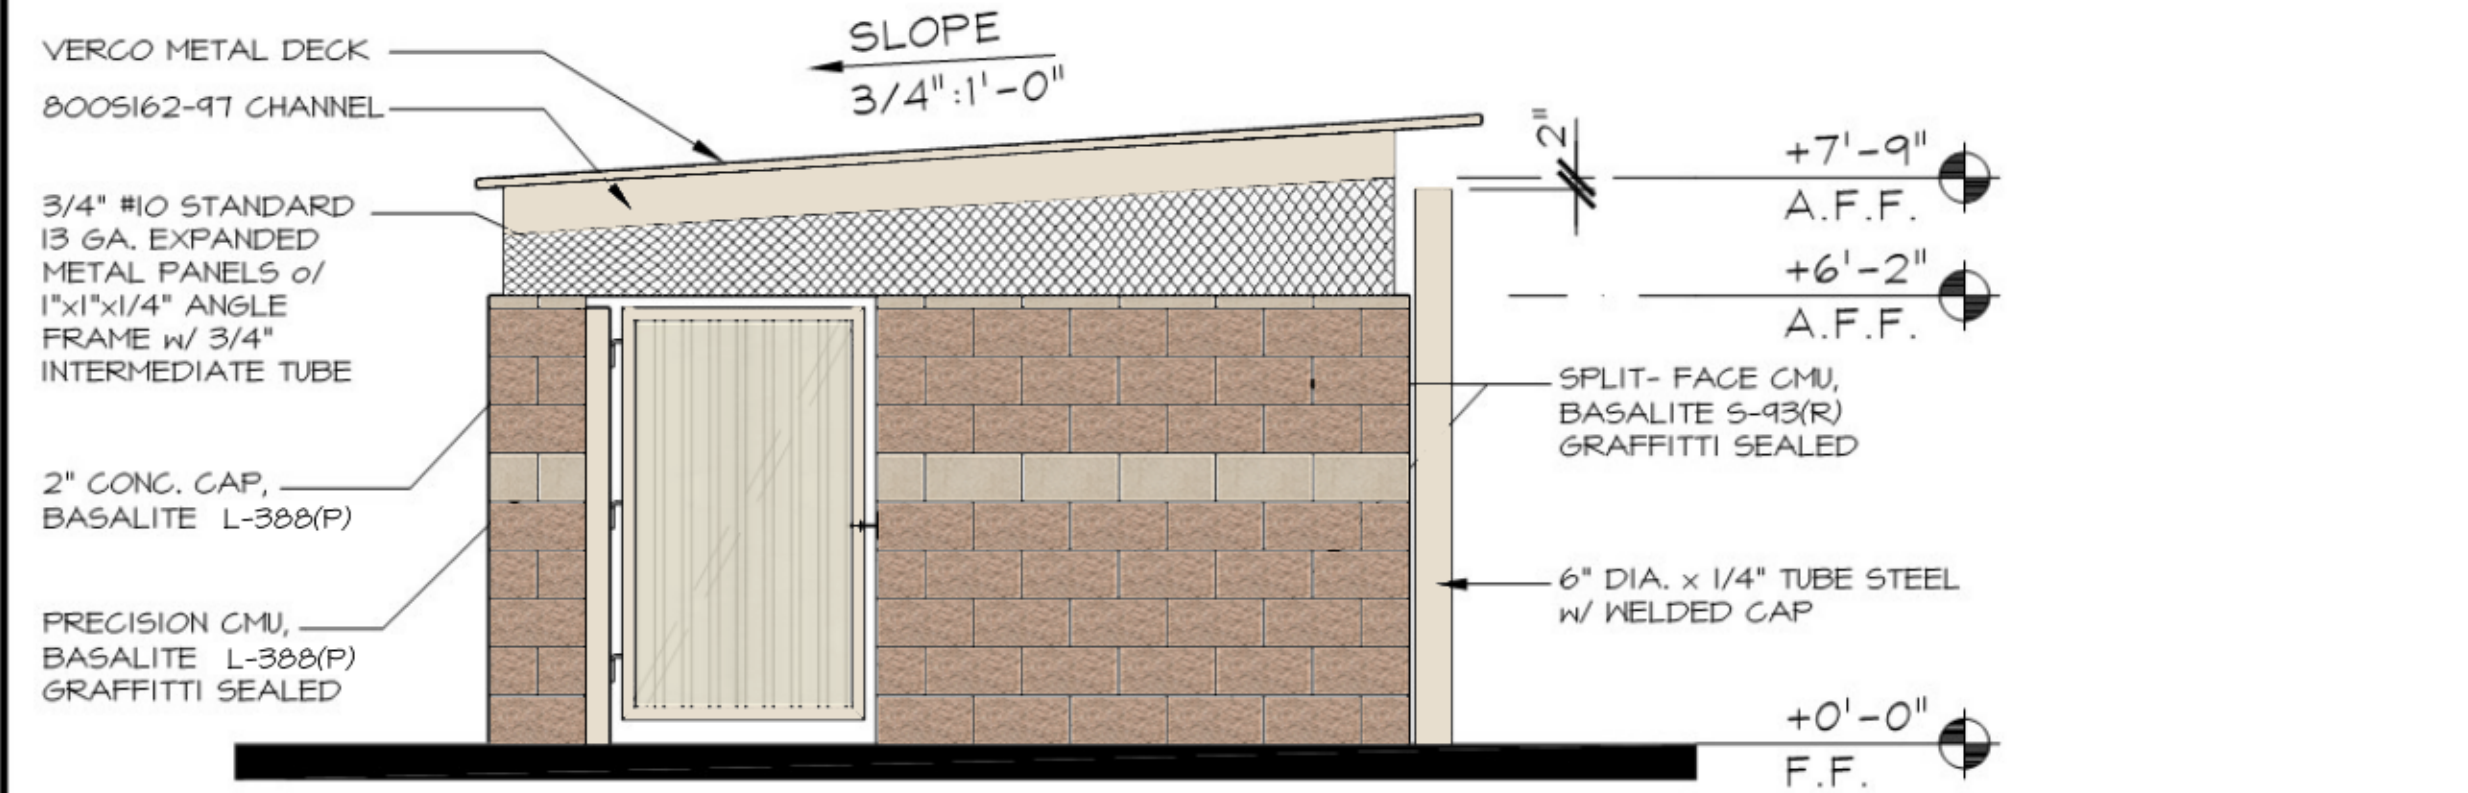 VERCO METAL DECK
800S162-97 CHANNEL
3/4" #10 STANDARD
13 GA. EXPANDED
METAL PANELS o/
1"x1"x1/4" ANGLE
FRAME w/ 3/4"
INTERMEDIATE TUBE
2" CONC. CAP,
BASALITE L-388(P)
PRECISION CMU,
BASALITE L-388(P)
GRAFFITTI SEALED
SLOPE
3/4":1'-0"
2"
+7'-9"
A.F.F.
+6'-2"
A.F.F.
SPLIT- FACE CMU,
BASALITE S-93(R)
GRAFFITTI SEALED
6" DIA. x 1/4" TUBE STEEL
w/ WELDED CAP
+0'-0"
F.F.